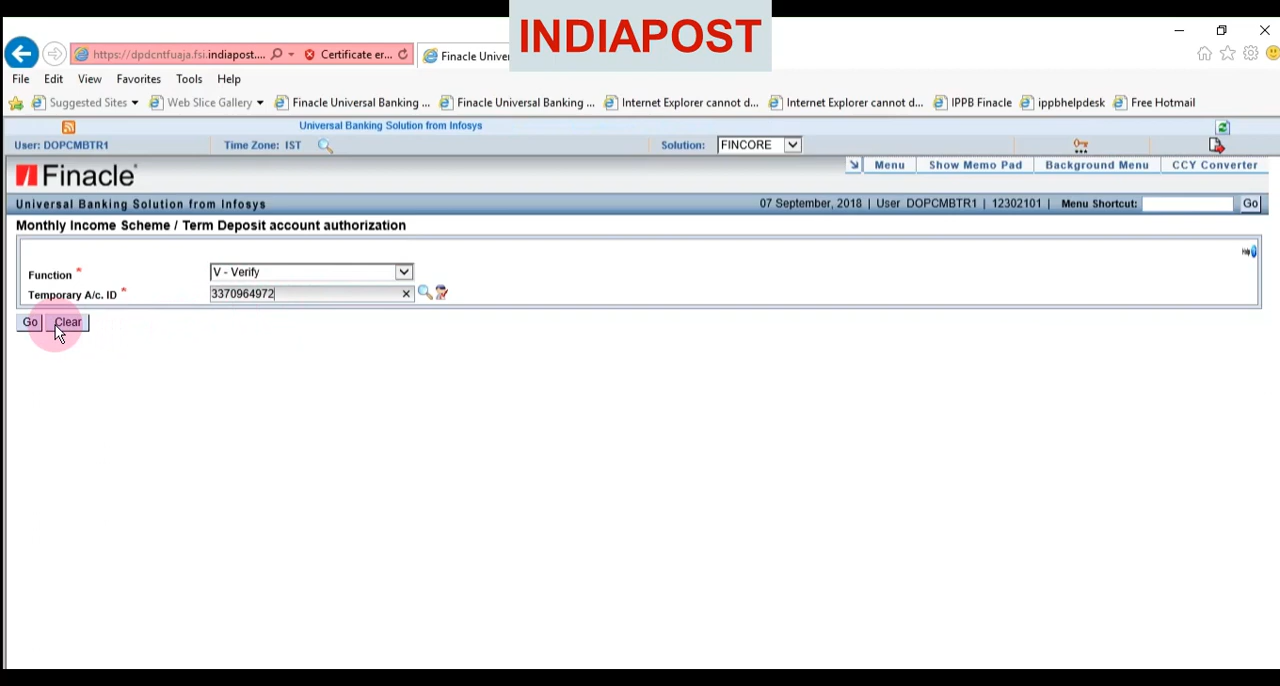 INDIAPOST
https://dpdcntfuaja.fsi.indiapost.... Certificate er... Finacle Unive
File Edit View Favorites Tools Help
Suggested Sites Web Slice Gallery Finacle Universal Banking ... Finacle Universal Banking ... Internet Explorer cannot d... Internet Explorer cannot d... IPPB Finacle ippbhelpdesk Free Hotmail
Universal Banking Solution from Infosys
User: DOPCMBTR1 Time Zone: IST Solution: FINCORE
Finacle Menu Show Memo Pad Background Menu CCY Converter
Universal Banking Solution from Infosys 07 September, 2018 | User DOPCMBTR1 | 12302101 | Menu Shortcut: Go
Monthly Income Scheme / Term Deposit account authorization
Function * V - Verify
Temporary A/c. ID * 3370964972
Go Clear